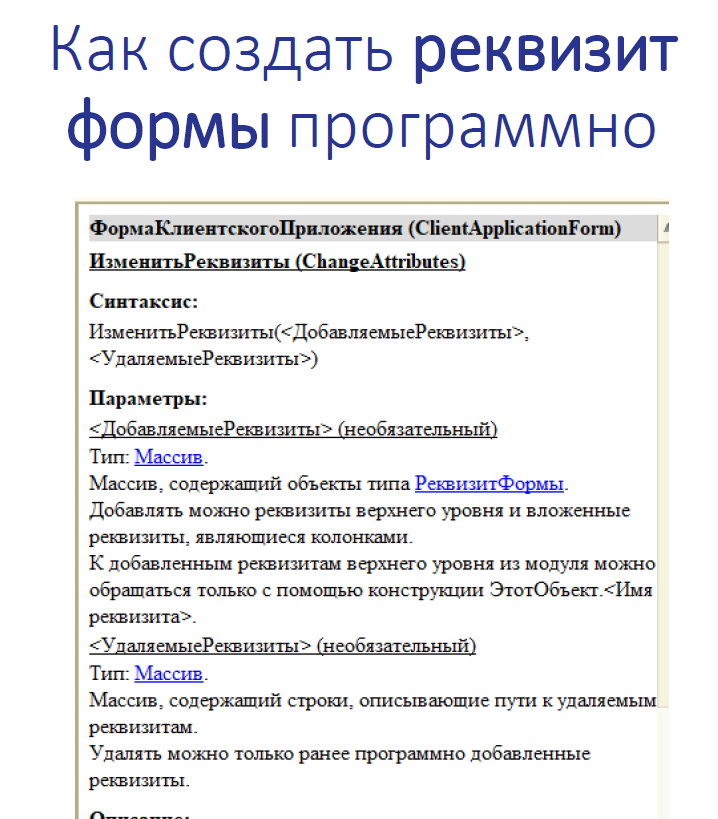 Как создать реквизит
формы программно
ФормаКлиентскогоПриложения (ClientApplicationForm)
ИзменитьРеквизиты (ChangeAttributes)
Синтаксис:
ИзменитьРеквизиты(<ДобавляемыеРеквизиты>,
<УдаляемыеРеквизиты>)
Параметры:
<ДобавляемыеРеквизиты> (необязательный)
Тип: Массив.
Массив, содержащий объекты типа РеквизитФормы.
Добавлять можно реквизиты верхнего уровня и вложенные
реквизиты, являющиеся колонками.
К добавленным реквизитам верхнего уровня из модуля можно
обращаться только с помощью конструкции ЭтотОбъект.<Имя
реквизита>.
<УдаляемыеРеквизиты> (необязательный)
Тип: Массив.
Массив, содержащий строки, описывающие пути к удаляемым
реквизитам.
Удалять можно только ранее программно добавленные
реквизиты.
Описание: